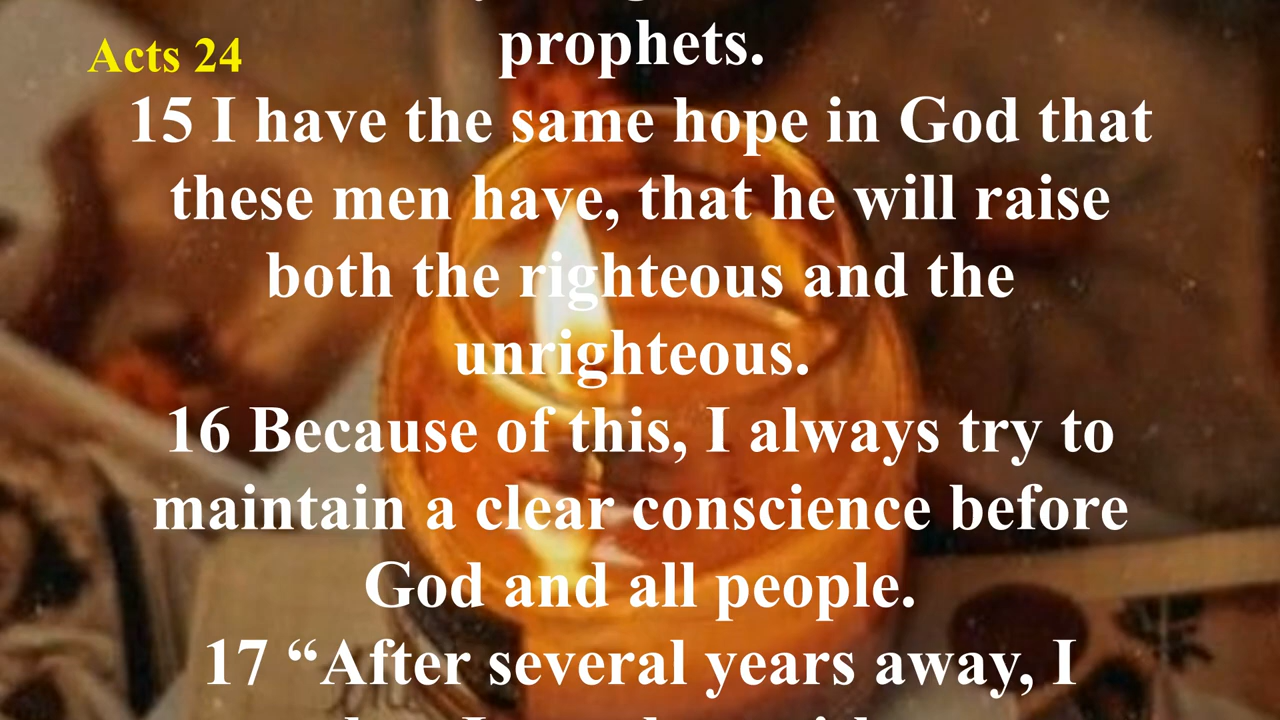 Acts 24
prophets.
15 I have the same hope in God that
these men have, that he will raise
both the righteous and the
unrighteous.
16 Because of this, I always try to
maintain a clear conscience before
God and all people.
17 “After several years away, I